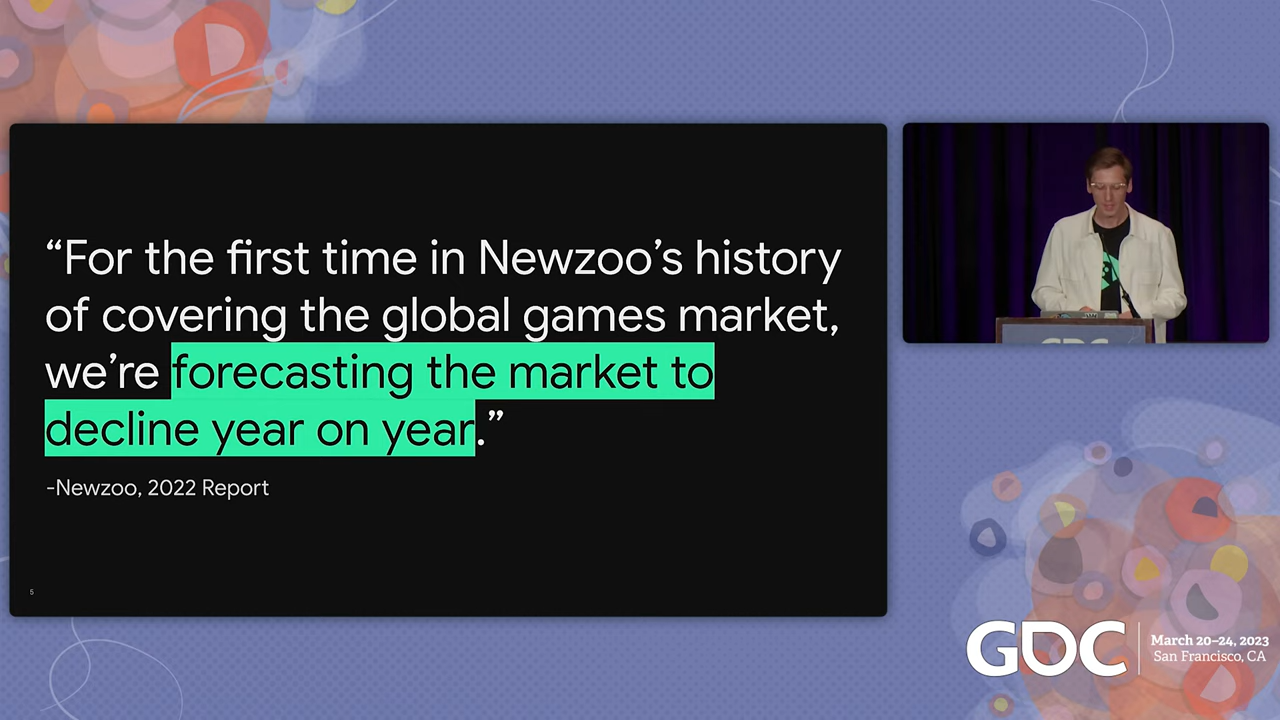 “For the first time in Newzoo’s history
of covering the global games market,
we’re forecasting the market to
decline year on year.”
-Newzoo, 2022 Report
5
GDC
GDC
March 20–24, 2023
San Francisco, CA